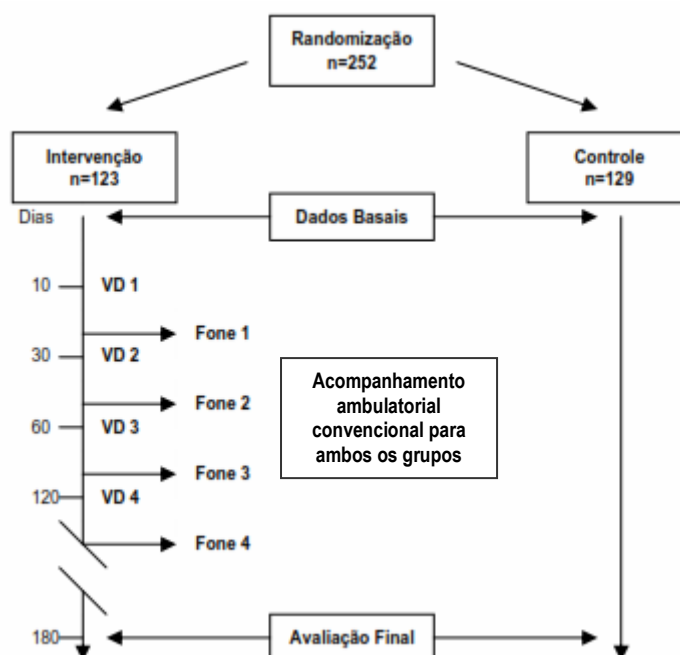 Randomização
n=252
Intervenção
n=123
Controle
n=129
Dias
Dados Basais
10
VD 1
Fone 1
30
VD 2
Acompanhamento
ambulatorial
convencional para
ambos os grupos
Fone 2
60
VD 3
Fone 3
120
VD 4
Fone 4
180
Avaliação Final